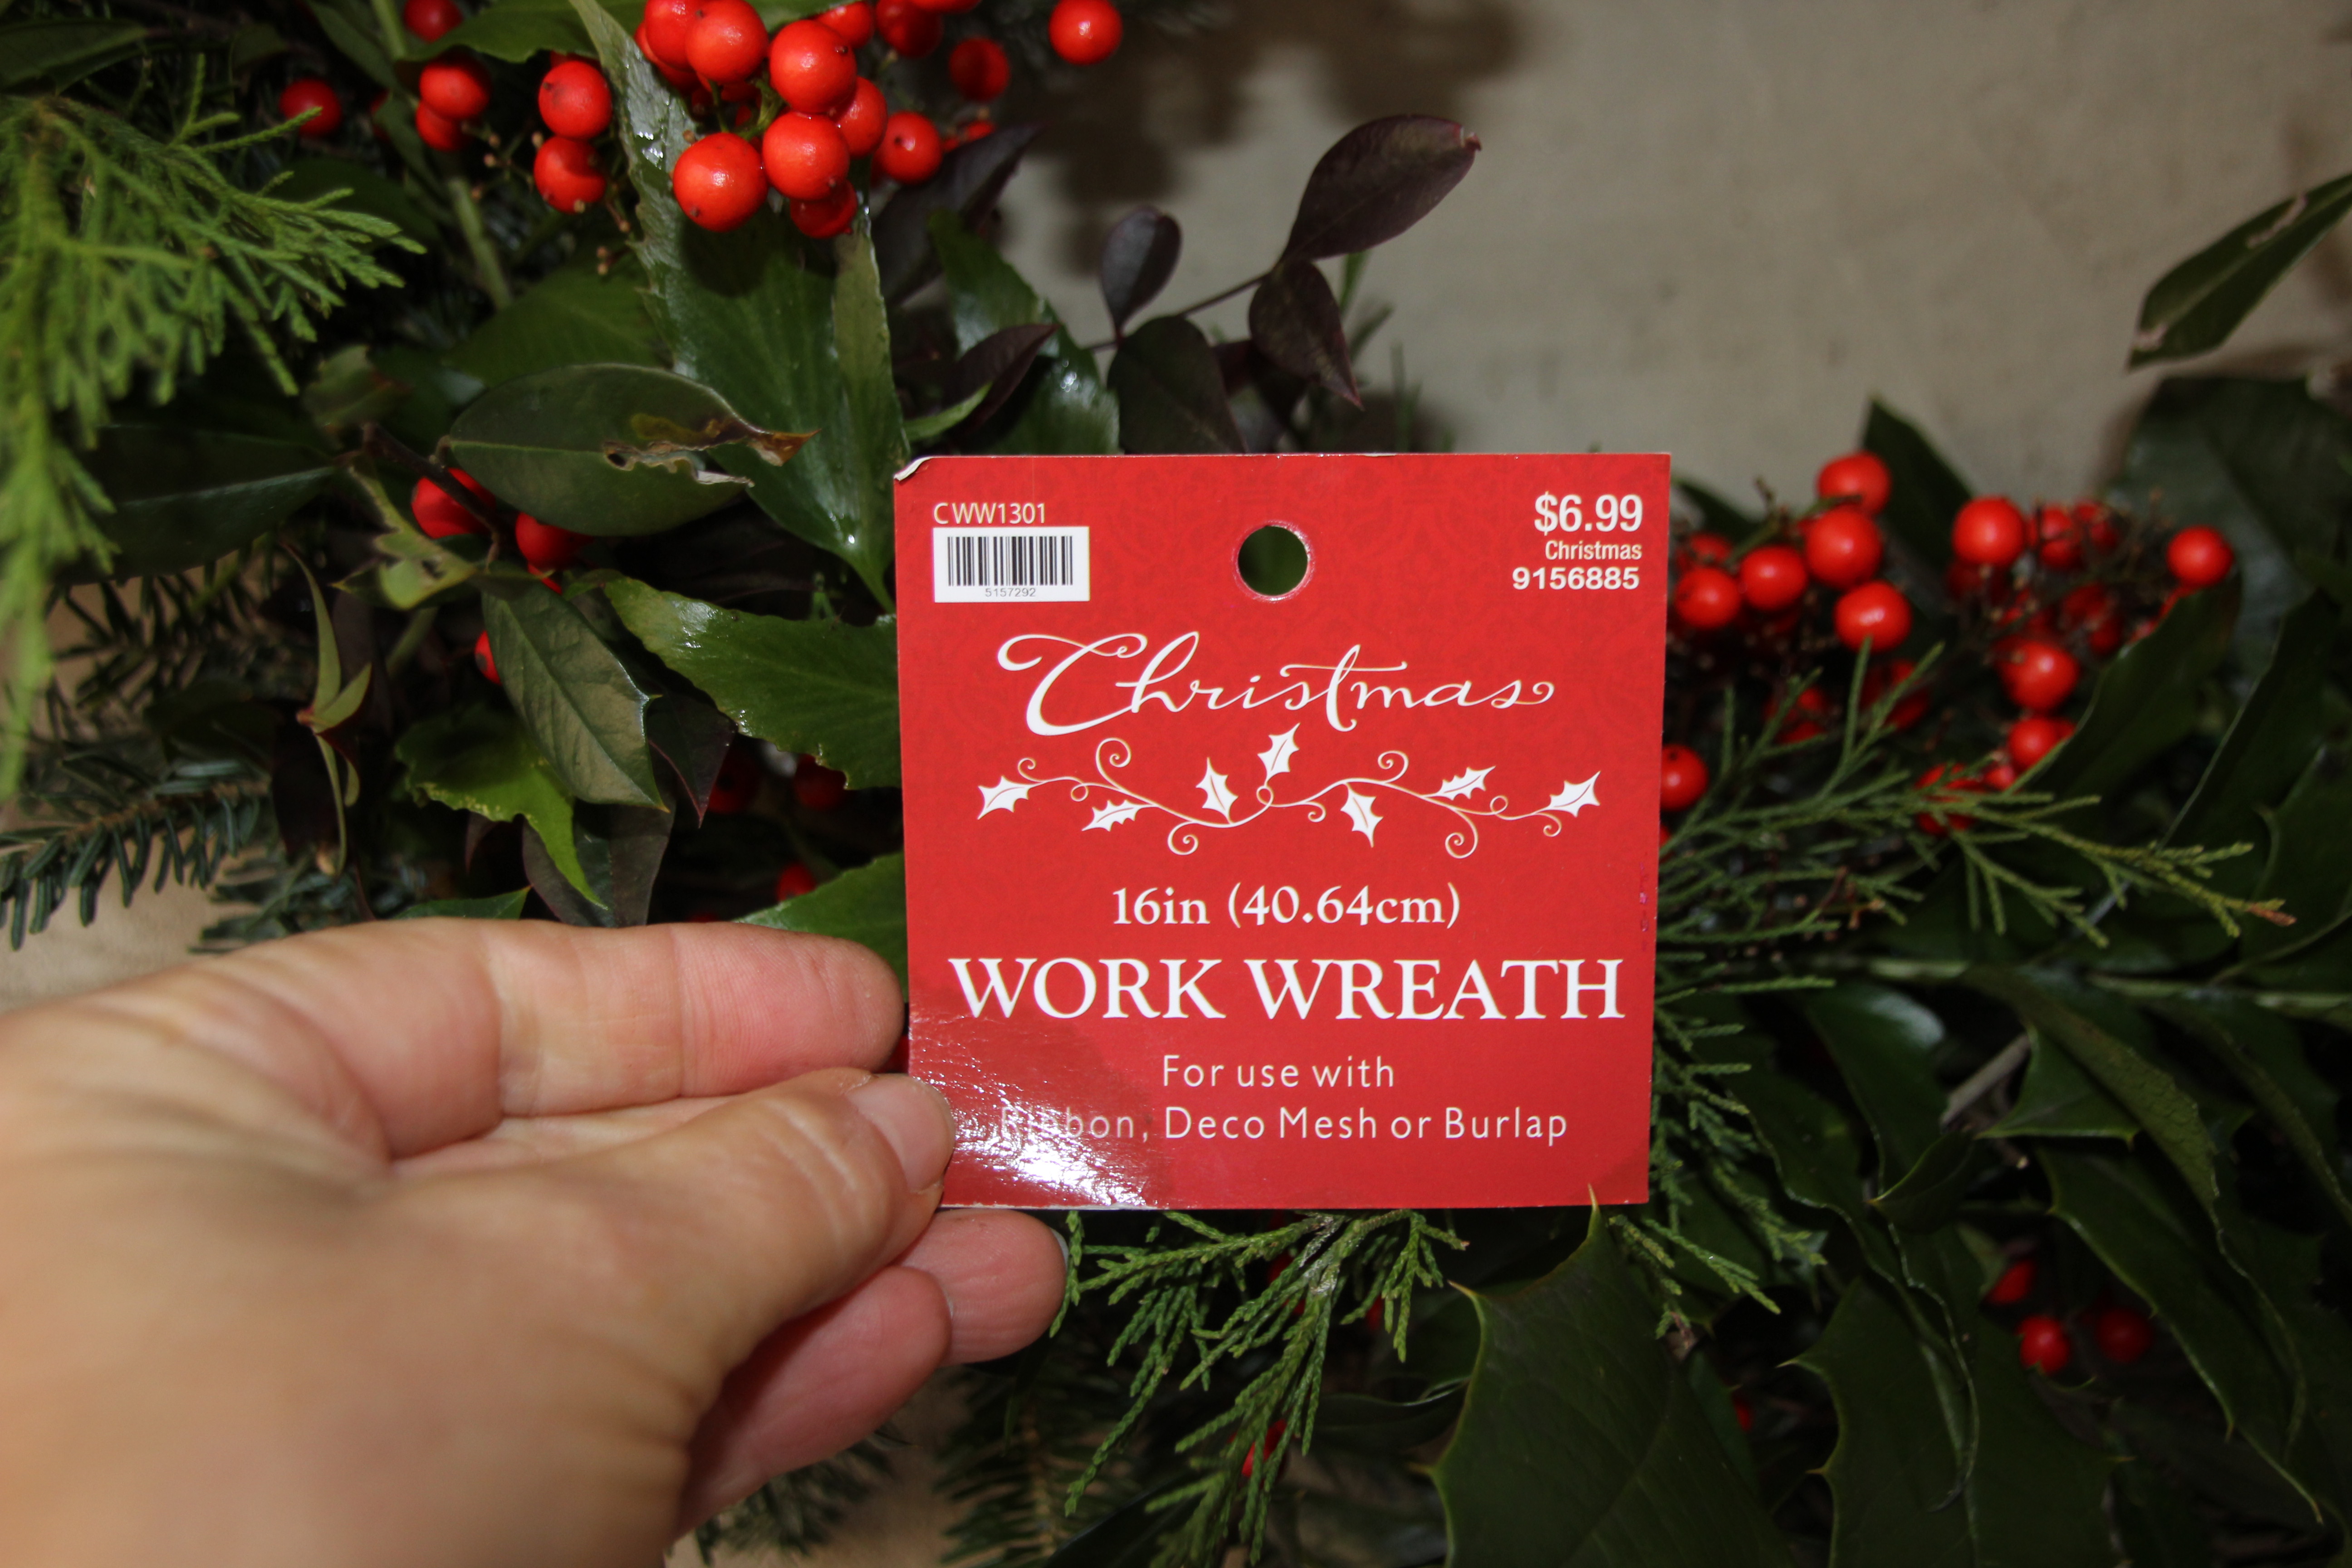 CWW1301
5157292
$6.99
Christmas
9156885
Christmas
16in (40.64cm)
WORK WREATH
For use with
Ribbon, Deco Mesh or Burlap